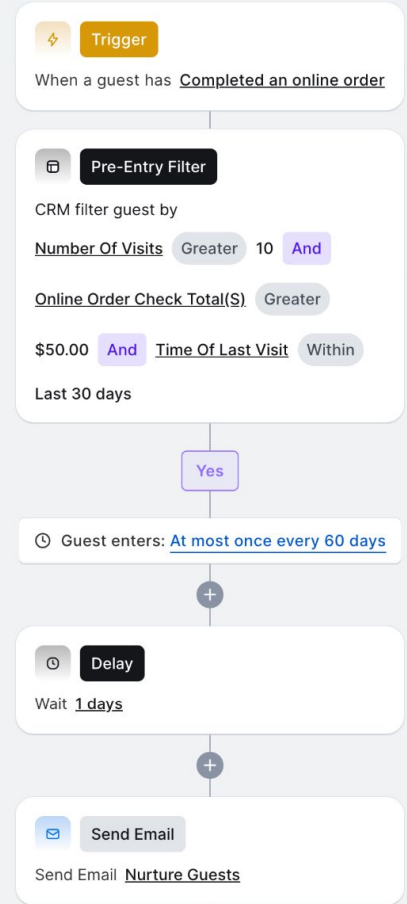 Trigger
When a guest has Completed an online order
Pre-Entry Filter
CRM filter guest by
Number Of Visits Greater 10 And
Online Order Check Total(S) Greater
$50.00 And Time Of Last Visit Within
Last 30 days
Yes
Guest enters: At most once every 60 days
Delay
Wait 1 days
Send Email
Send Email Nurture Guests